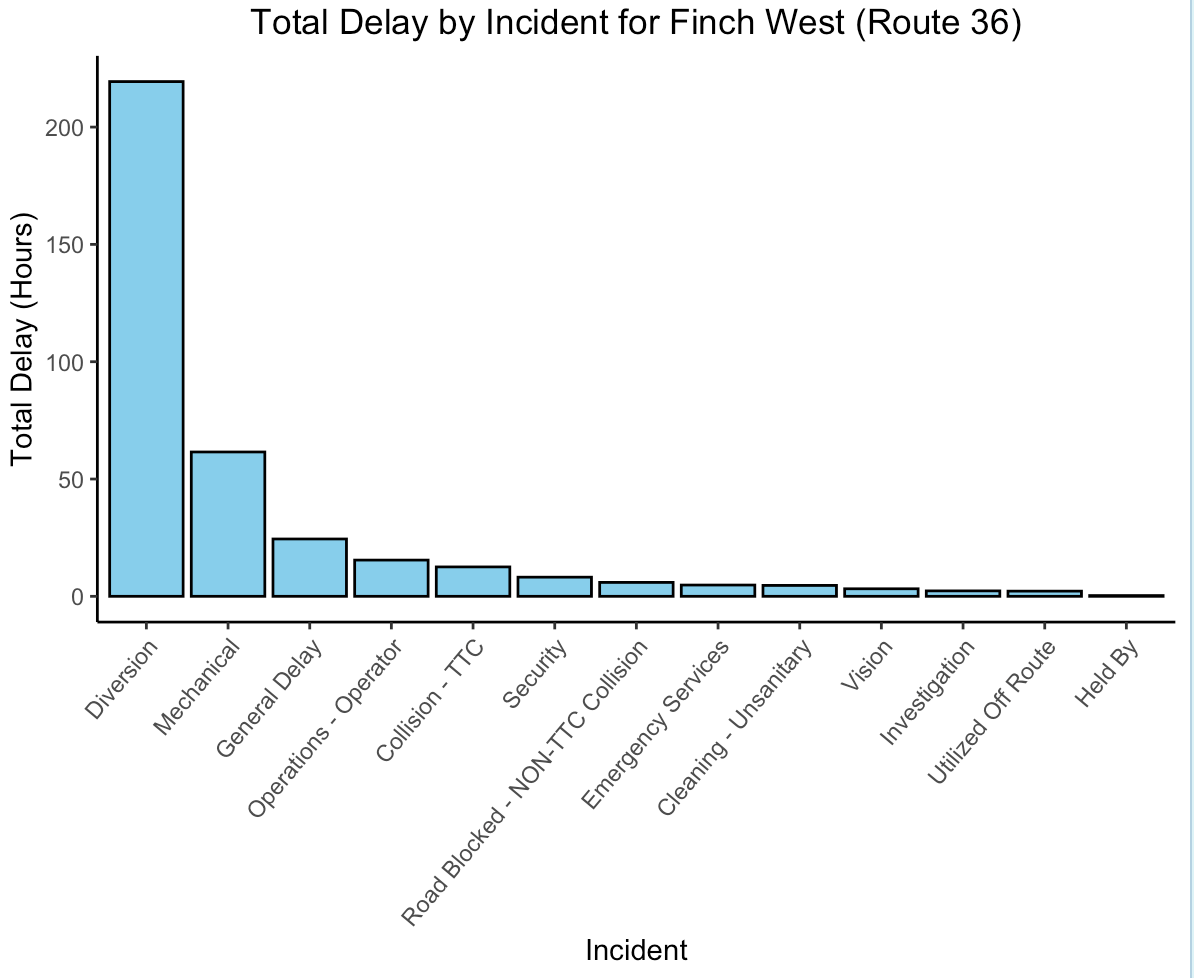 Total Delay by Incident for Finch West (Route 36)
Total Delay (Hours)
200
150
100
50
0
Diversion
Mechanical
General Delay
Operations - Operator
Collision - TTC
Security
Road Blocked - NON-TTC Collision
Emergency Services
Cleaning - Unsanitary
Vision
Investigation
Utilized Off Route
Held By
Incident